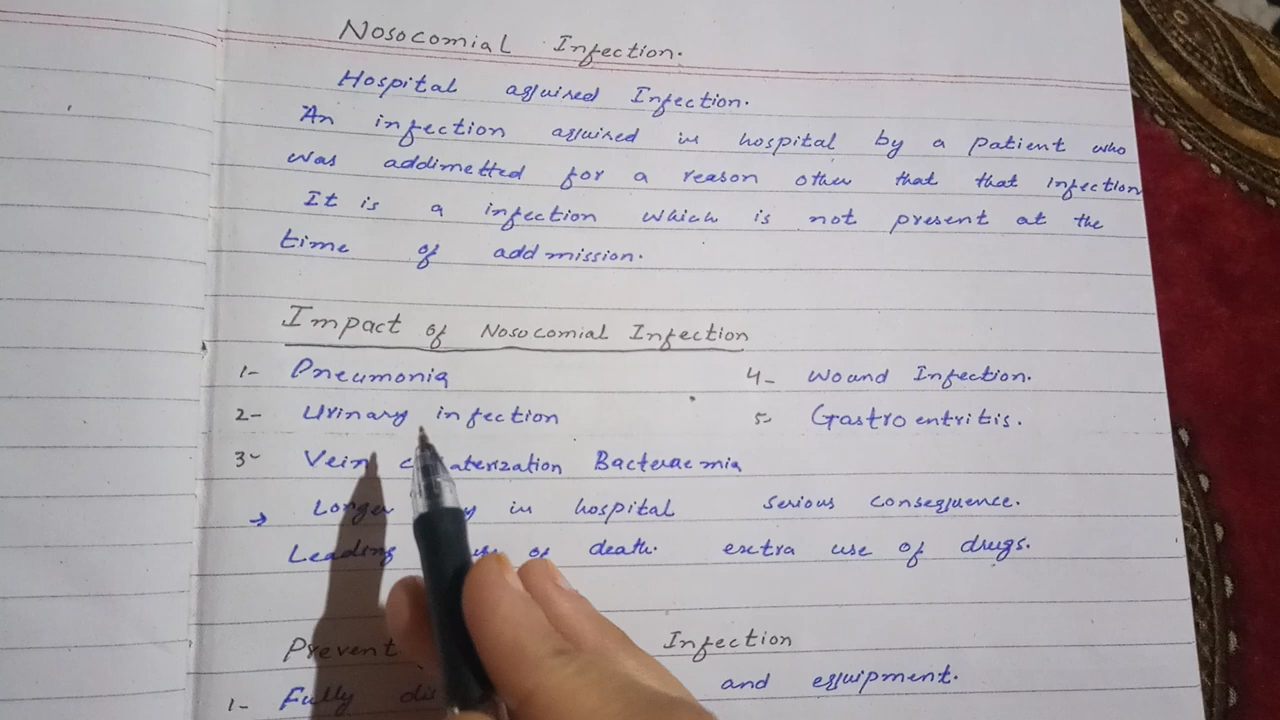 Nosocomial Infection.
Hospital aquired Infection.
An infection aquired in hospital by a patient who
was addimetted for a reason other that that infection
It is a infection which is not present at the
time of addmission.
Impact of Nosocomial Infection
1- Pneumonia
2- Urinary infection
3- Vein Bacteraemia
4- Wound Infection.
5- Gastroentritis.
→ Longer in hospital serious consequence.
Leading of death. extra use of drugs.
Prevent Infection
1- Fully and equipment.